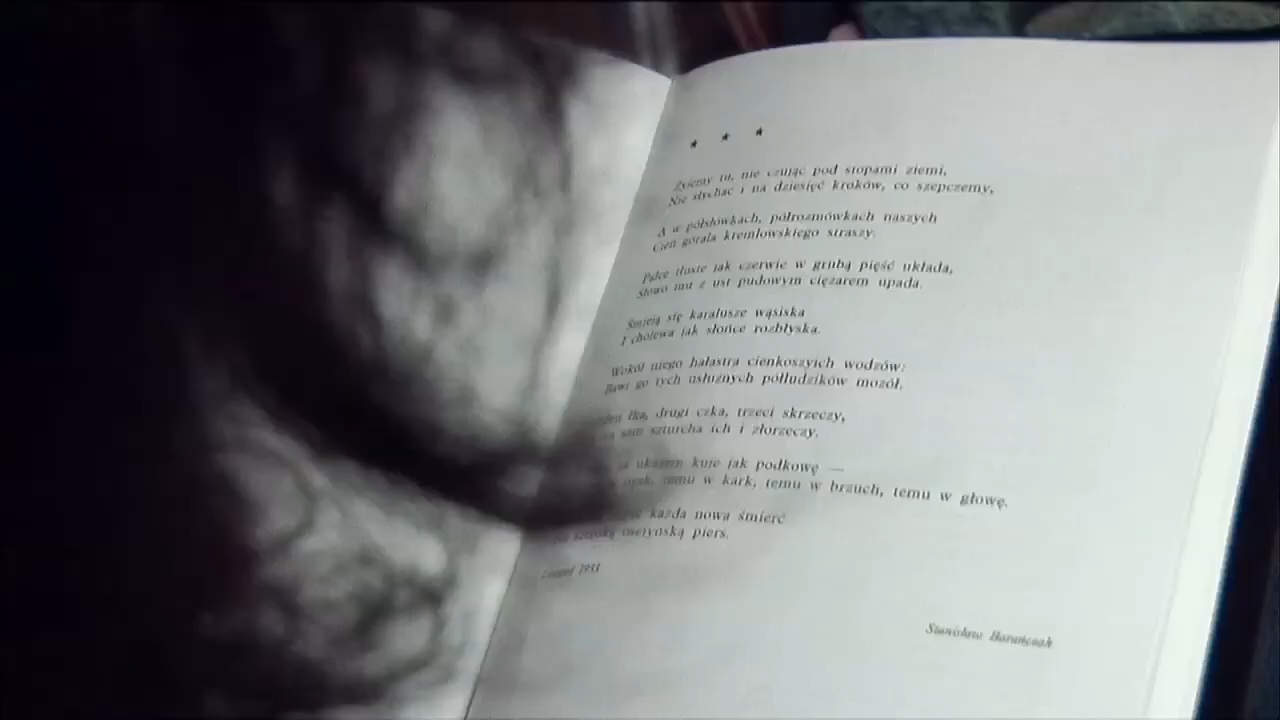 * * *
Żyjemy tu, nie czując pod stopami ziemi,
Nie słychać i na dziesięć kroków, co szepczemy,
A w półsłówkach, półrozmówkach naszych
Cień górala kremlowskiego straszy.
Palce tłuste jak czerwie w grubą pięść układa,
Słowo mu z ust pudowym ciężarem upada.
Śmieją się karalusze wąsiska
I cholewa jak słońce rozbłyska.
Wokół niego hałastra cienkoszyich wodzów:
Bawi go tych usłużnych półludzików mozół.
łka, drugi czka, trzeci skrzeczy,
sam szturcha ich i złorzeczy.
ukazem kuje jak podkowę —
temu w kark, temu w brzuch, temu w głowę.
każda nowa śmierć
szeroką osetyńską pierś.
Stanisław Barańczak